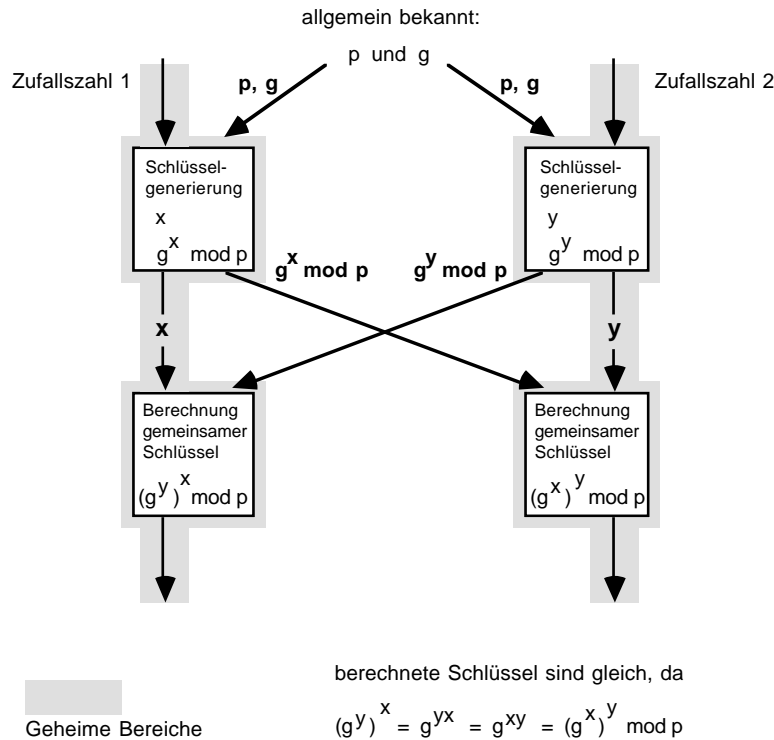 allgemein bekannt:
p und g
Zufallszahl 1
p, g
p, g
Zufallszahl 2
Schlüssel-
generierung
x
g^x mod p
Schlüssel-
generierung
y
g^y mod p
g^x mod p
g^y mod p
x
y
Berechnung
gemeinsamer
Schlüssel
(g^y)^x mod p
Berechnung
gemeinsamer
Schlüssel
(g^x)^y mod p
Geheime Bereiche
berechnete Schlüssel sind gleich, da
(g^y)^x = g^yx = g^xy = (g^x)^y mod p